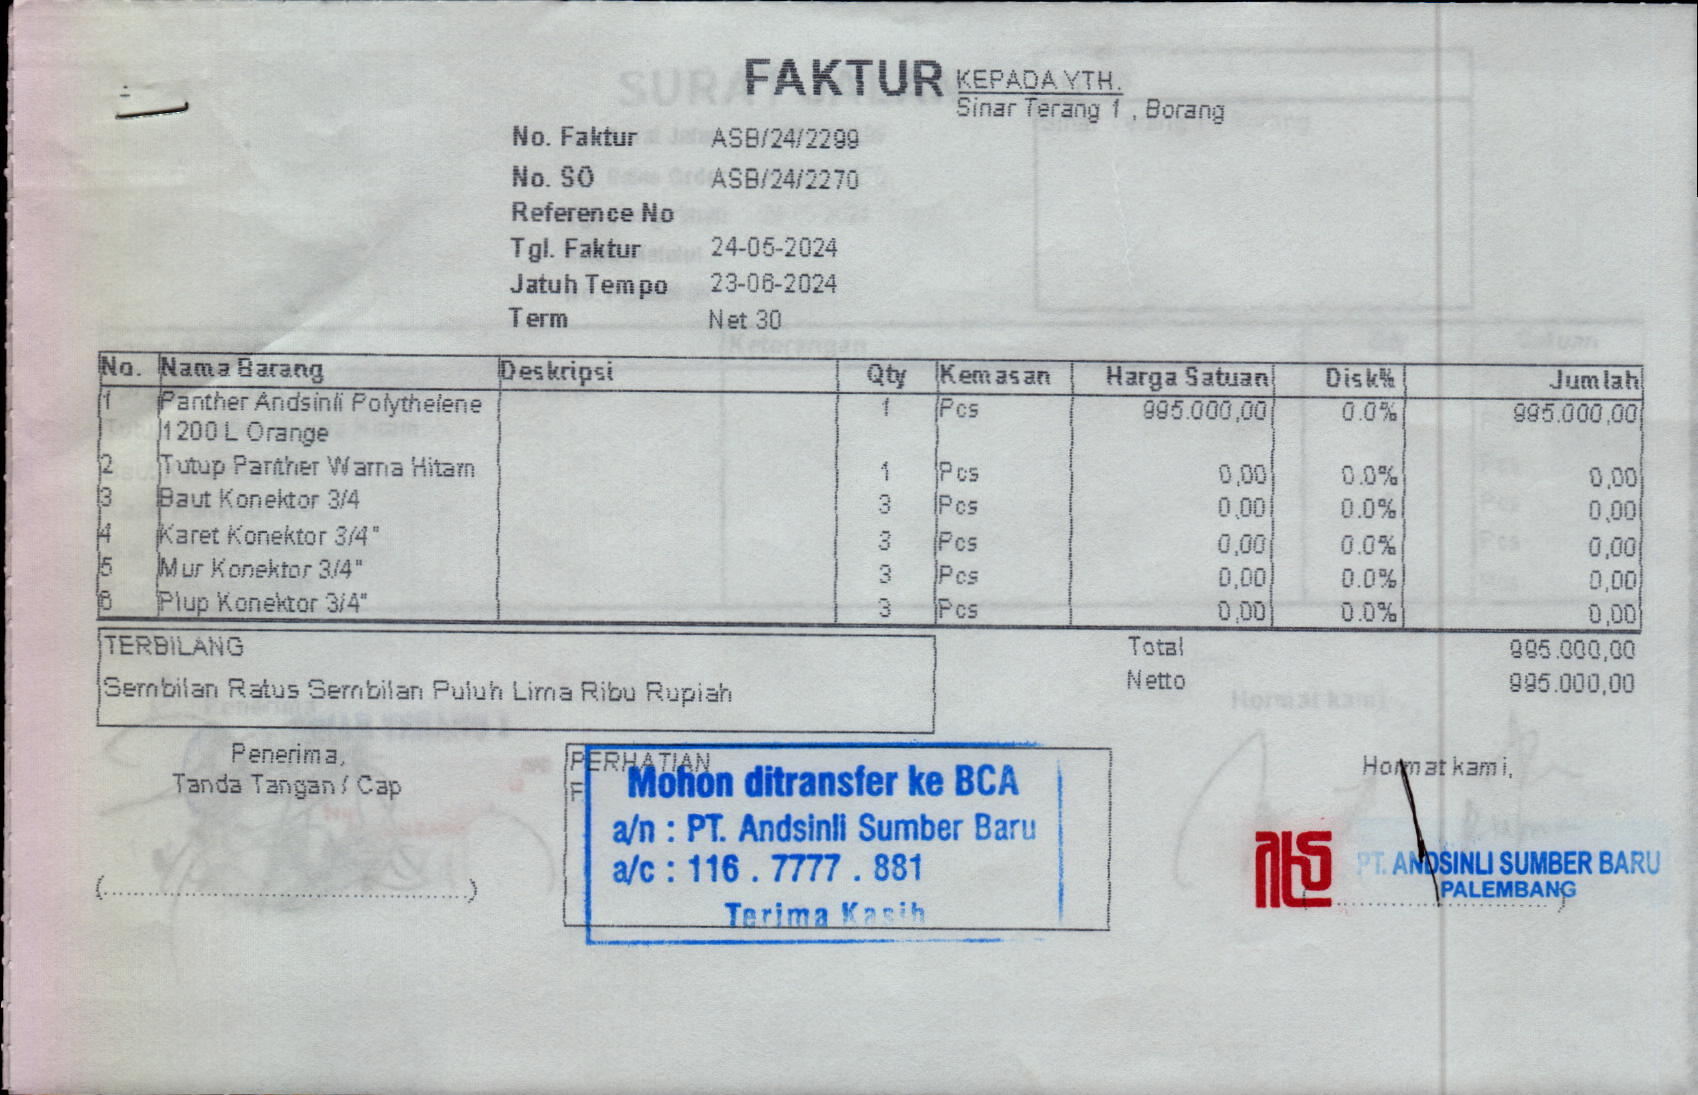 FAKTUR
KEPADA YTH.
Sinar Terang 1 , Borang
No. Faktur ASB/24/2299
No. SO ASB/24/2270
Reference No
Tgl. Faktur 24-05-2024
Jatuh Tempo 23-06-2024
Term Net 30
No. Nama Barang Deskripsi Qty Kemasan Harga Satuan Disk% Jumlah
1 Panther Andsinli Polythelene 1 Pcs 995.000,00 0.0% 995.000,00
1200 L Orange
2 Tutup Panther Warna Hitam 1 Pcs 0,00 0.0% 0,00
3 Baut Konektor 3/4 3 Pcs 0,00 0.0% 0,00
4 Karet Konektor 3/4" 3 Pcs 0,00 0.0% 0,00
5 Mur Konektor 3/4" 3 Pcs 0,00 0.0% 0,00
6 Plup Konektor 3/4" 3 Pcs 0,00 0.0% 0,00
TERBILANG
Sembilan Ratus Sembilan Puluh Lima Ribu Rupiah
Total 995.000,00
Netto 995.000,00
Penerima,
Tanda Tangan / Cap
PERHATIAN
Mohon ditransfer ke BCA
a/n : PT. Andsinli Sumber Baru
a/c : 116 . 7777 . 881
Terima Kasih
Hormat kami,
PT. ANDSINLI SUMBER BARU
PALEMBANG